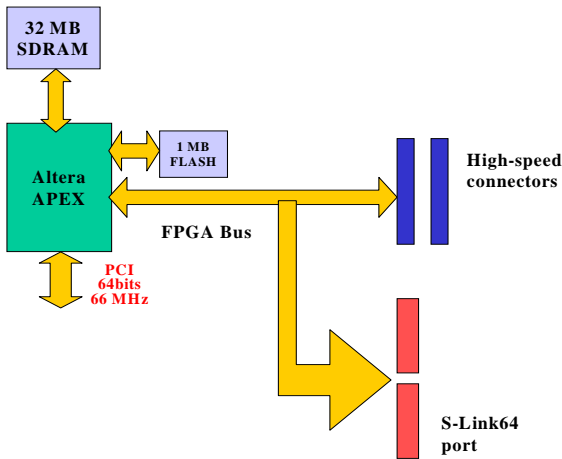 32 MB
SDRAM
1 MB
FLASH
Altera
APEX
High-speed
connectors
FPGA Bus
PCI
64bits
66 MHz
S-Link64
port